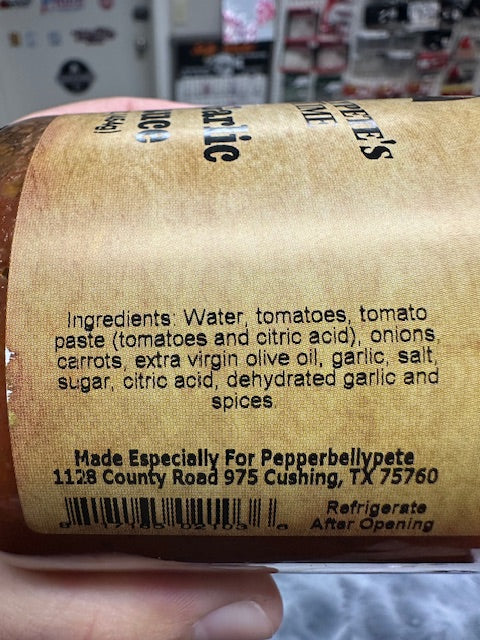 PETE'S
Ingredients: Water, tomatoes, tomato
paste (tomatoes and citric acid), onions,
carrots, extra virgin olive oil, garlic, salt,
sugar, citric acid, dehydrated garlic and
spices.
Made Especially For Pepperbellypete
1128 County Road 975 Cushing, TX 75760
Refrigerate
After Opening